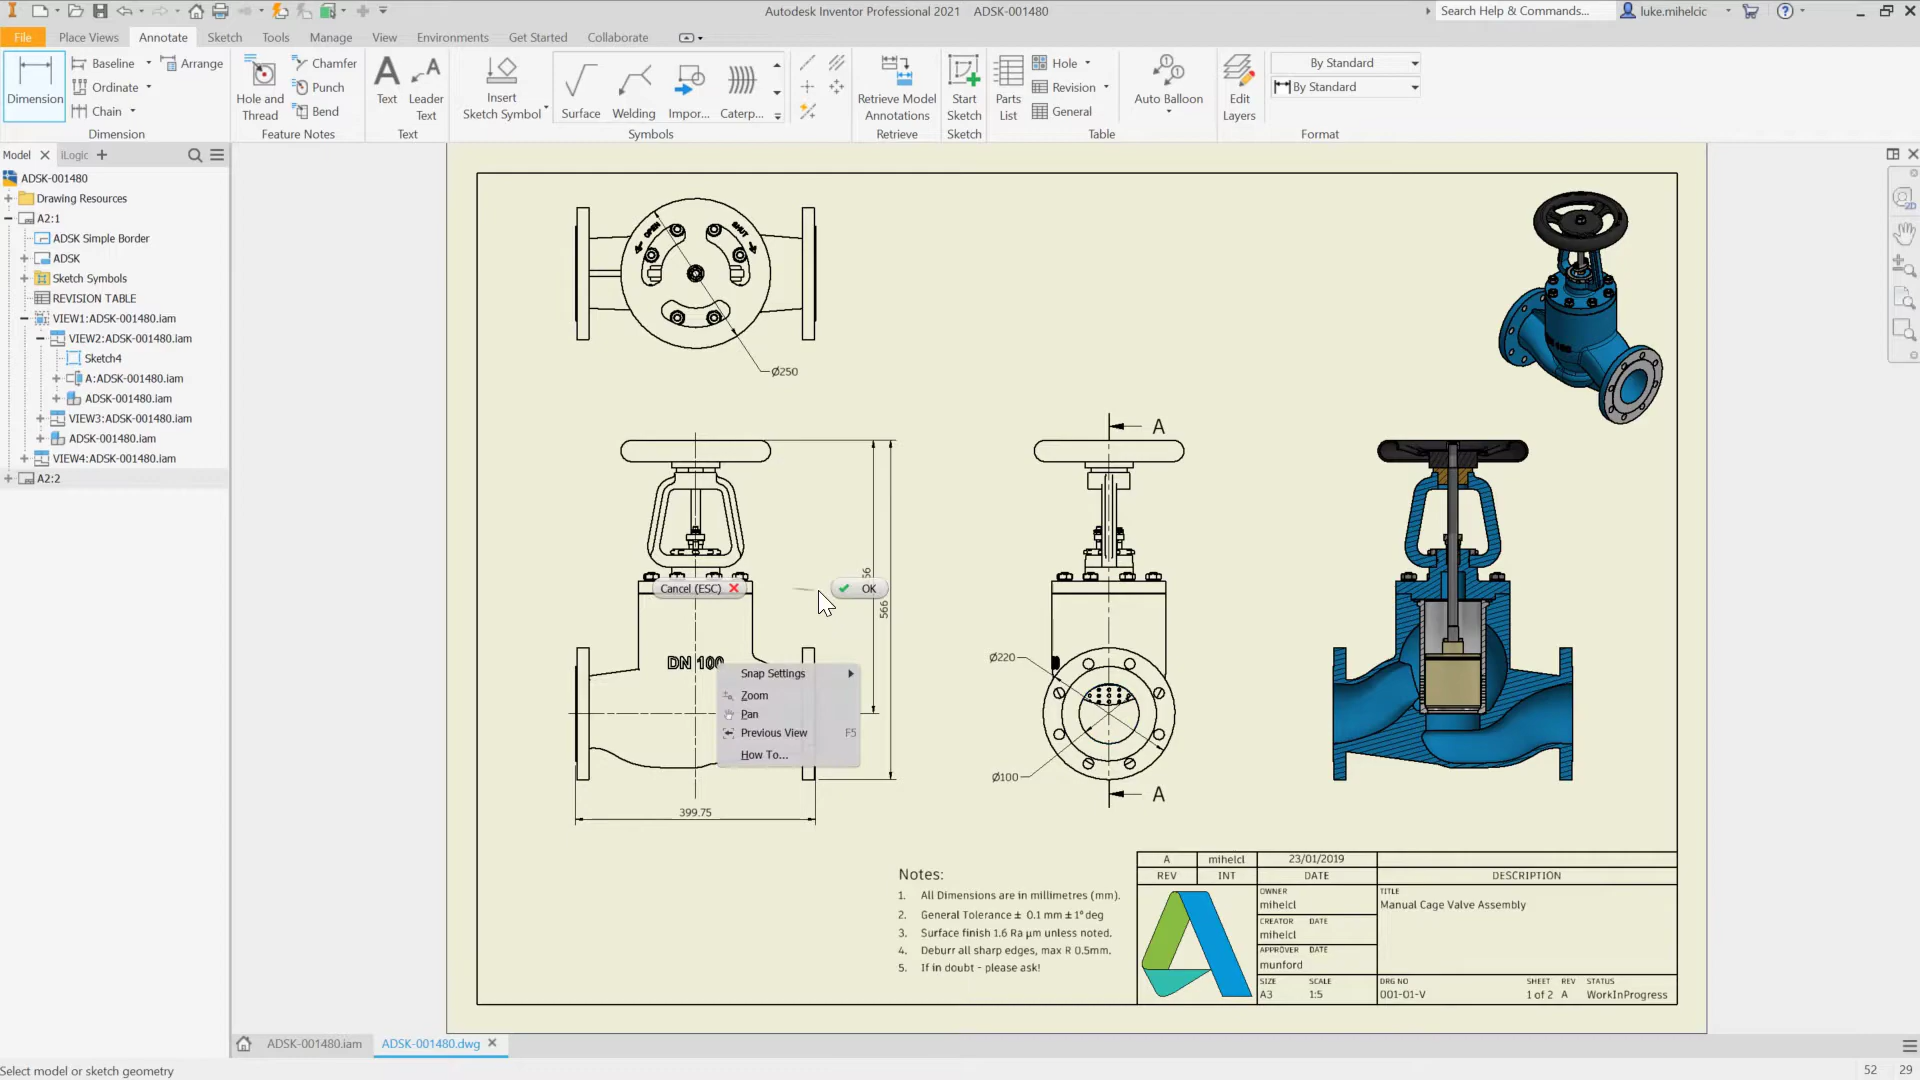 Autodesk Inventor Professional 2021 ADSK-001480
Search Help & Commands...
luke.mihelcic
File Place Views Annotate Sketch Tools Manage View Environments Get Started Collaborate
Dimension
Baseline
Ordinate
Chain
Arrange
Dimension
Hole and Thread
Chamfer
Punch
Bend
Feature Notes
Text
Leader Text
Text
Insert Sketch Symbol
Surface
Welding
Impor...
Caterp...
Symbols
Retrieve Model Annotations
Retrieve
Start Sketch
Sketch
Parts List
Hole
Revision
General
Table
Auto Balloon
Edit Layers
By Standard
By Standard
Format
Model
iLogic
ADSK-001480
Drawing Resources
A2:1
ADSK Simple Border
ADSK
Sketch Symbols
REVISION TABLE
VIEW1:ADSK-001480.iam
VIEW2:ADSK-001480.iam
Sketch4
A:ADSK-001480.iam
ADSK-001480.iam
VIEW3:ADSK-001480.iam
ADSK-001480.iam
VIEW4:ADSK-001480.iam
A2:2
2D
OPEN
SHUT
Ø250
A
566
Cancel (ESC)
OK
DN 100
Snap Settings
Zoom
Pan
Previous View F5
How To...
399.75
Ø220
Ø100
A
Notes:
1. All Dimensions are in millimetres (mm).
2. General Tolerance ± 0.1 mm ± 1° deg
3. Surface finish 1.6 Ra µm unless noted.
4. Deburr all sharp edges, max R 0.5mm.
5. If in doubt - please ask!
A mihelcl 23/01/2019
REV INT DATE DESCRIPTION
OWNER
mihelcl
CREATOR DATE
mihelcl
APPROVER DATE
munford
SIZE SCALE
A3 1:5
TITLE
Manual Cage Valve Assembly
DRG NO SHEET REV STATUS
001-01-V 1 of 2 A WorkInProgress
ADSK-001480.iam
ADSK-001480.dwg
Select model or sketch geometry
52 29